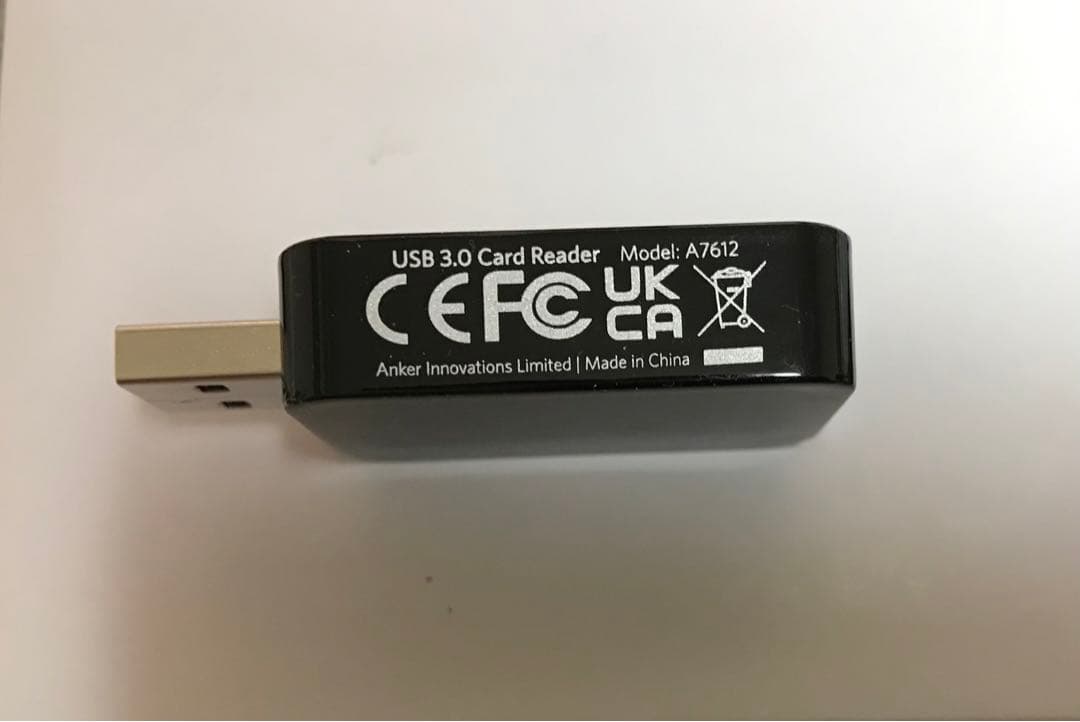 USB 3.0 Card Reader Model: A7612
CE FC UK
CA
Anker Innovations Limited | Made in China